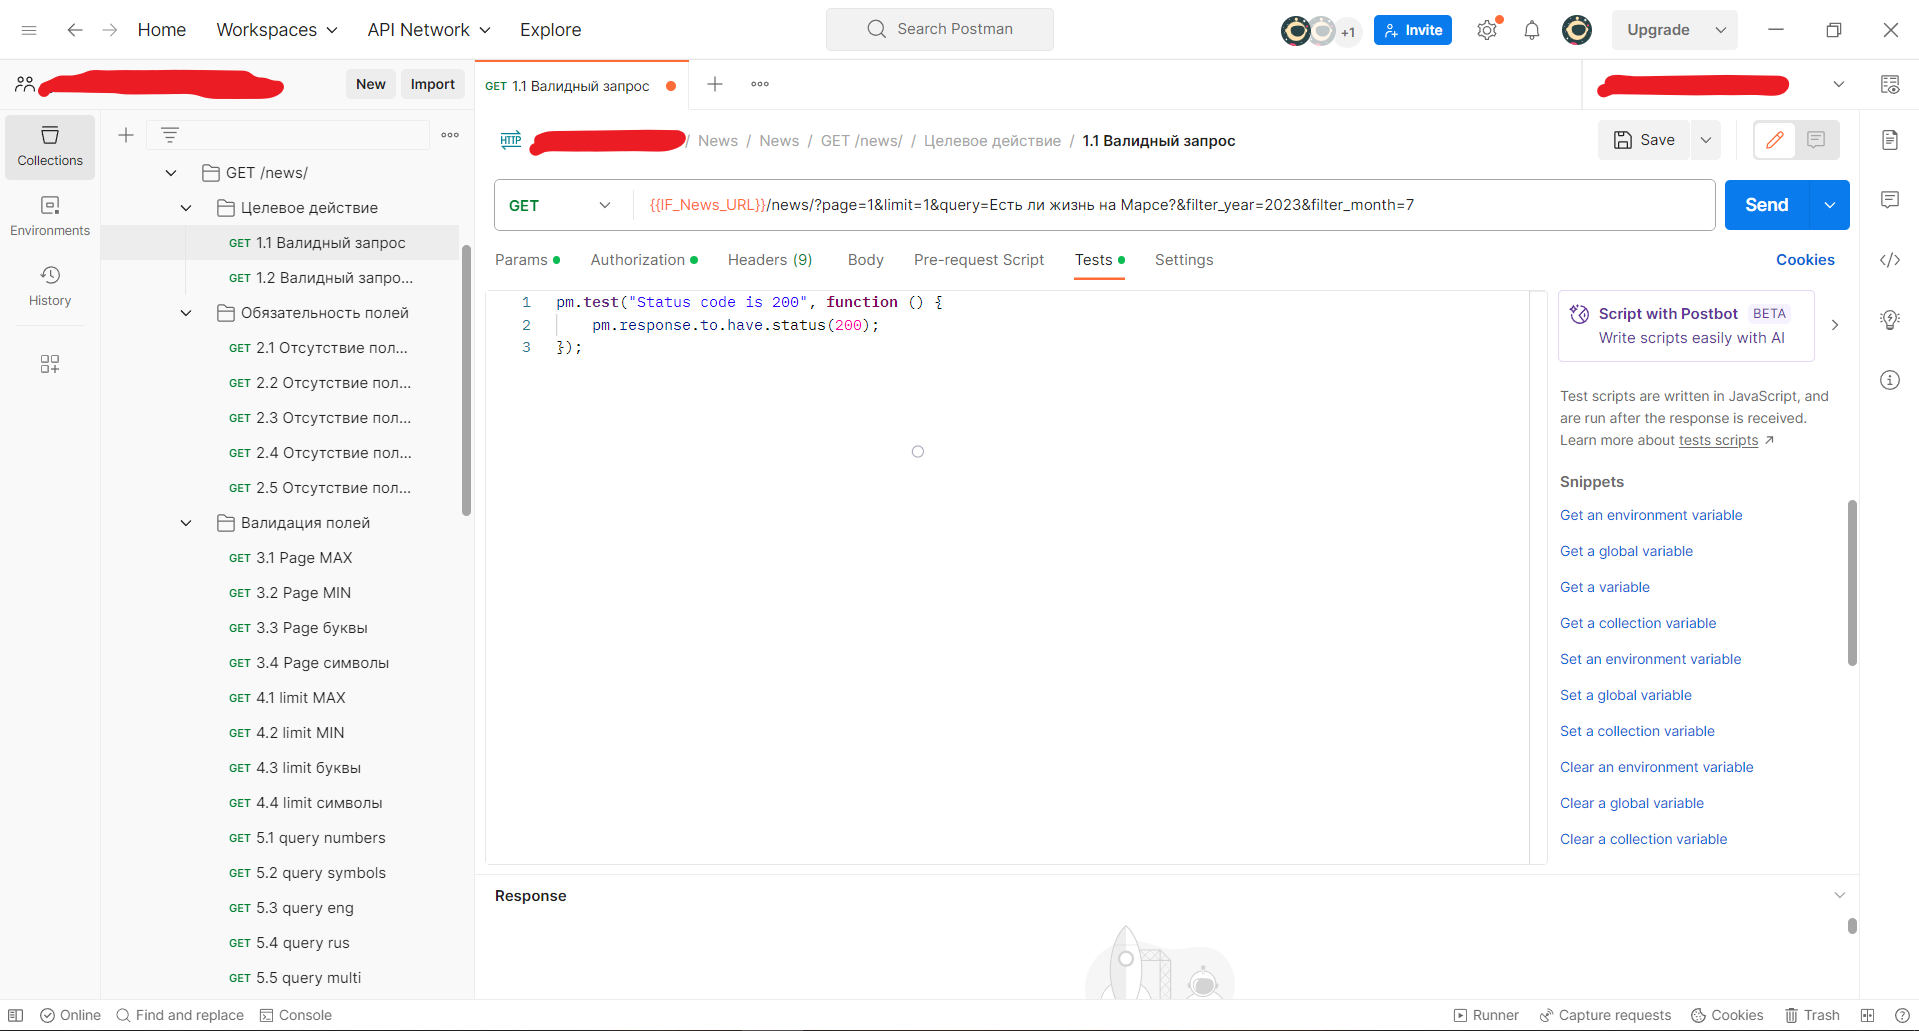 Home
Workspaces
API Network
Explore
Search Postman
+1
Invite
Upgrade
New
Import
GET 1.1 Валидный запрос
Collections
Environments
History
GET /news/
Целевое действие
GET 1.1 Валидный запрос
GET 1.2 Валидный запро...
Обязательность полей
GET 2.1 Отсутствие пол...
GET 2.2 Отсутствие пол...
GET 2.3 Отсутствие пол...
GET 2.4 Отсутствие пол...
GET 2.5 Отсутствие пол...
Валидация полей
GET 3.1 Page MAX
GET 3.2 Page MIN
GET 3.3 Page буквы
GET 3.4 Page символы
GET 4.1 limit MAX
GET 4.2 limit MIN
GET 4.3 limit буквы
GET 4.4 limit символы
GET 5.1 query numbers
GET 5.2 query symbols
GET 5.3 query eng
GET 5.4 query rus
GET 5.5 query multi
HTTP / News / News / GET /news/ / Целевое действие / 1.1 Валидный запрос
Save
GET
{{IF_News_URL}}/news/?page=1&limit=1&query=Есть ли жизнь на Марсе?&filter_year=2023&filter_month=7
Send
Params
Authorization
Headers (9)
Body
Pre-request Script
Tests
Settings
Cookies
1 pm.test("Status code is 200", function () {
2 pm.response.to.have.status(200);
3 });
Script with Postbot BETA
Write scripts easily with AI
Test scripts are written in JavaScript, and
are run after the response is received.
Learn more about tests scripts ↗
Snippets
Get an environment variable
Get a global variable
Get a variable
Get a collection variable
Set an environment variable
Set a global variable
Set a collection variable
Clear an environment variable
Clear a global variable
Clear a collection variable
Response
Online
Find and replace
Console
Runner
Capture requests
Cookies
Trash